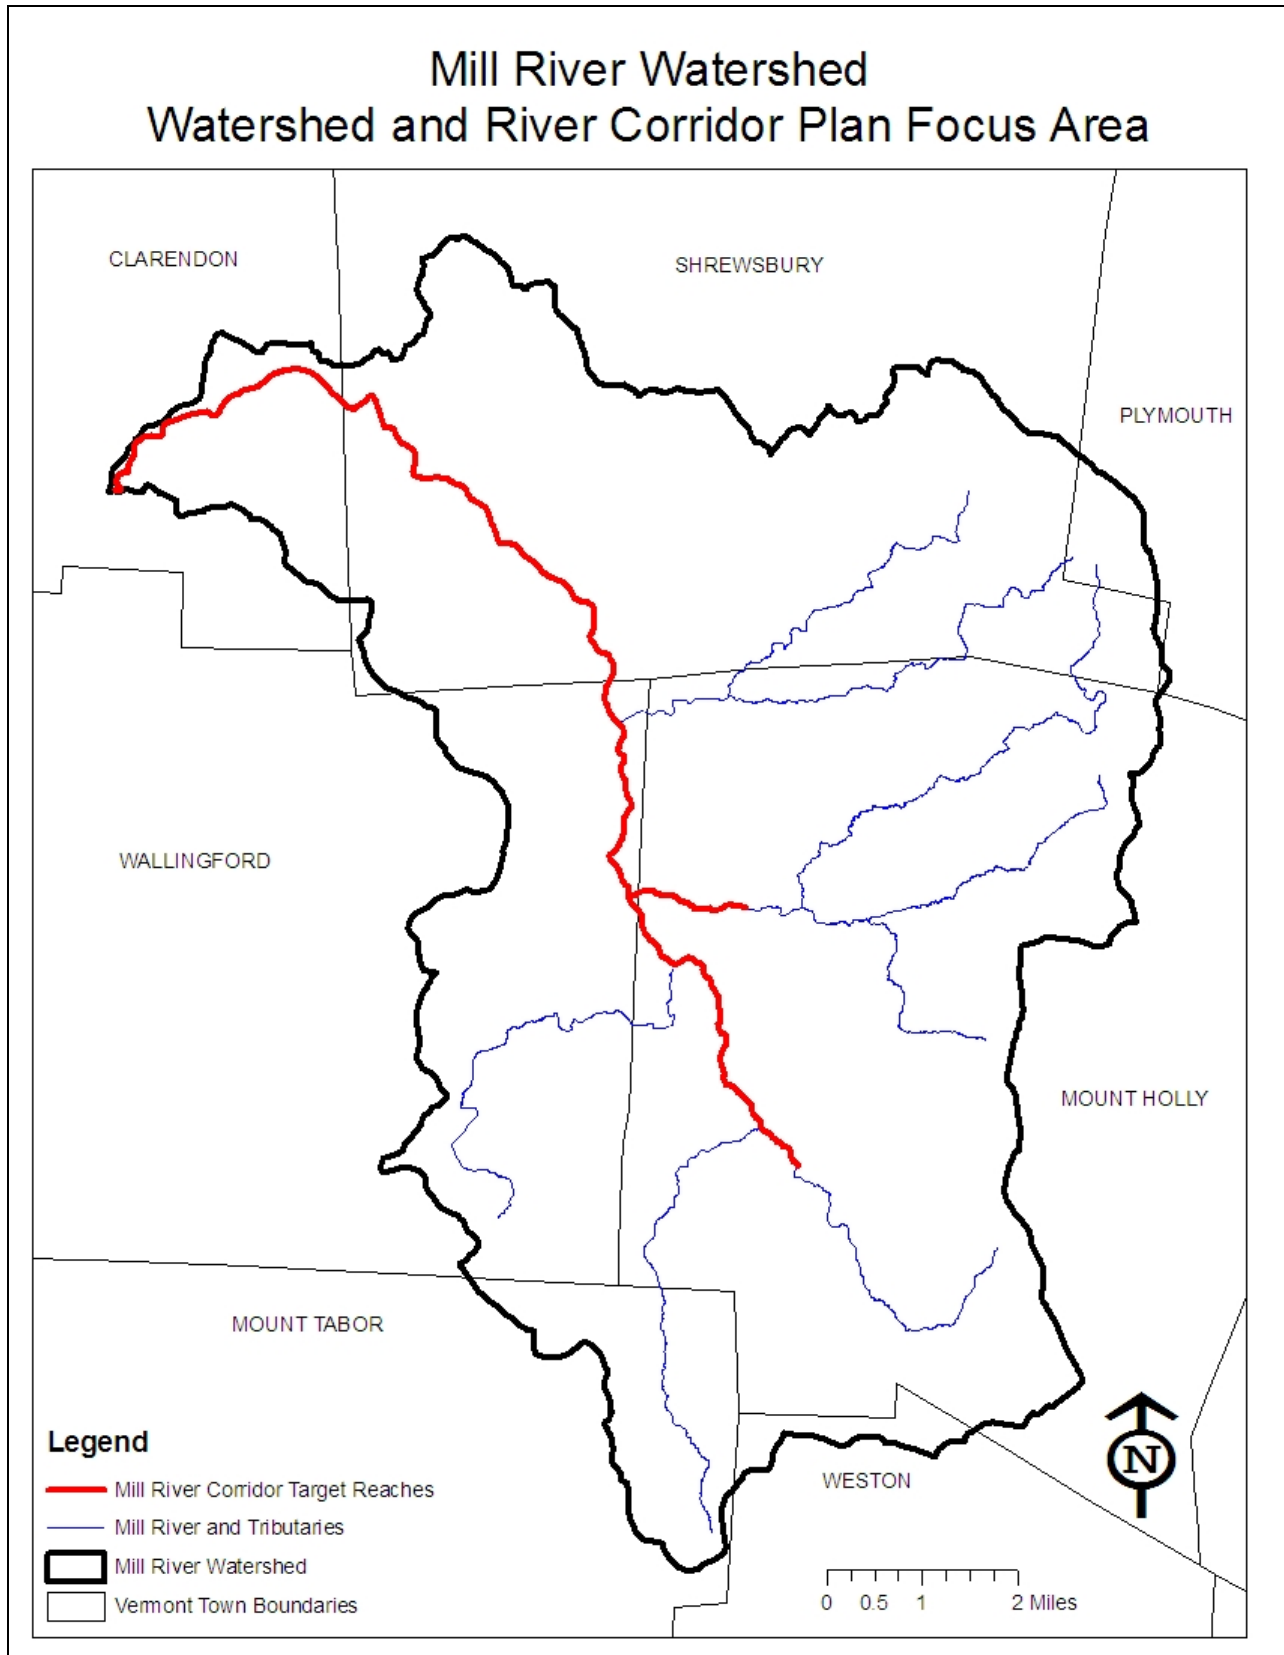 Mill River Watershed
Watershed and River Corridor Plan Focus Area
CLARENDON
SHREWSBURY
PLYMOUTH
WALLINGFORD
MOUNT HOLLY
MOUNT TABOR
WESTON
N
Legend
Mill River Corridor Target Reaches
Mill River and Tributaries
Mill River Watershed
Vermont Town Boundaries
0 0.5 1 2 Miles